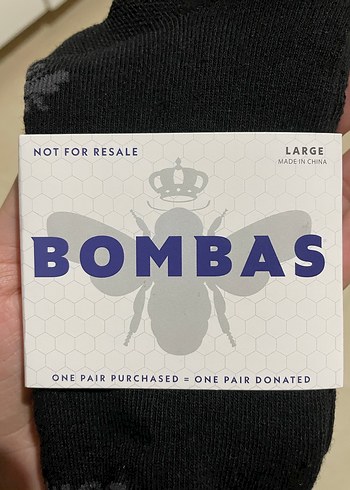 NOT FOR RESALE
LARGE
MADE IN CHINA
BOMBAS
ONE PAIR PURCHASED = ONE PAIR DONATED